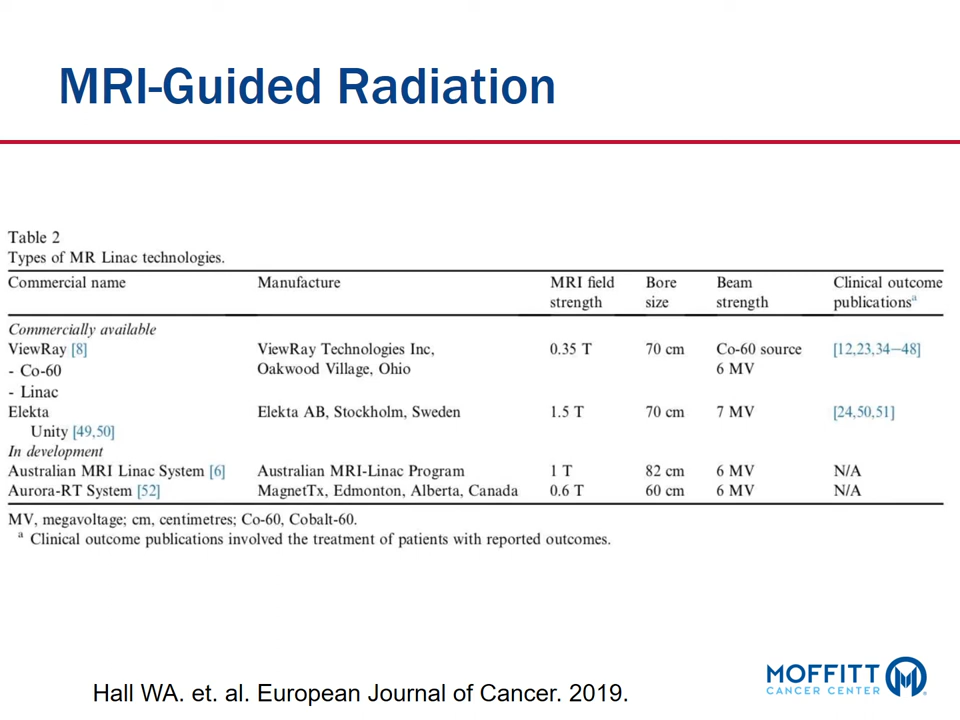 MRI-Guided Radiation
Table 2
Types of MR Linac technologies.
Commercial name Manufacture MRI field strength Bore size Beam strength Clinical outcome publicationsᵃ
Commercially available
ViewRay [8] ViewRay Technologies Inc, 0.35 T 70 cm Co-60 source [12,23,34–48]
- Co-60 Oakwood Village, Ohio 6 MV
- Linac
Elekta Elekta AB, Stockholm, Sweden 1.5 T 70 cm 7 MV [24,50,51]
Unity [49,50]
In development
Australian MRI Linac System [6] Australian MRI-Linac Program 1 T 82 cm 6 MV N/A
Aurora-RT System [52] MagnetTx, Edmonton, Alberta, Canada 0.6 T 60 cm 6 MV N/A
MV, megavoltage; cm, centimetres; Co-60, Cobalt-60.
ᵃ Clinical outcome publications involved the treatment of patients with reported outcomes.
Hall WA. et. al. European Journal of Cancer. 2019.
MOFFITT
CANCER CENTER